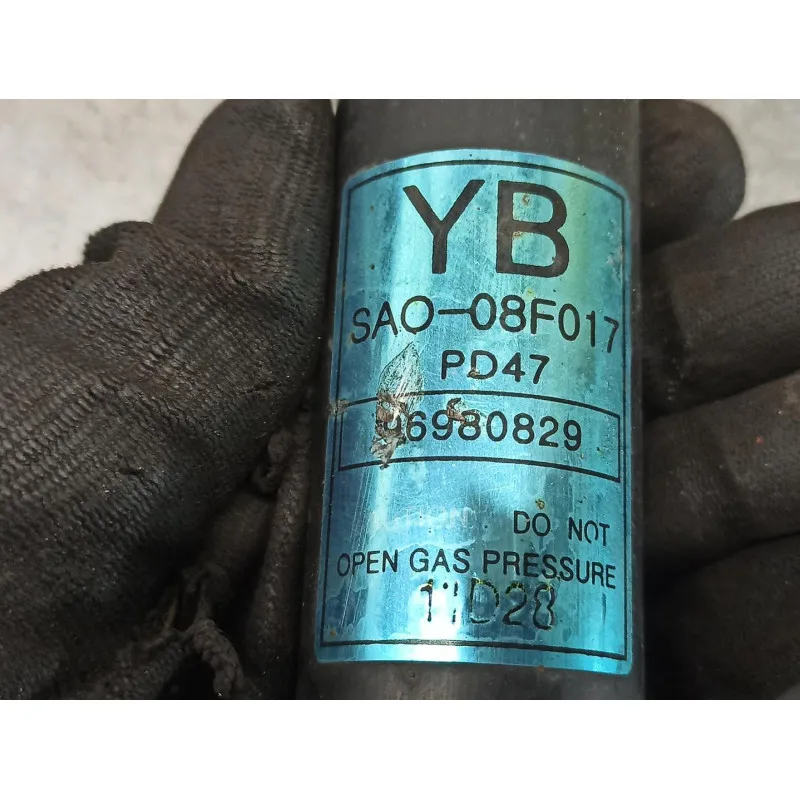 YB
SAO-08F017
PD47
96980829
DO NOT
OPEN GAS PRESSURE
11D28